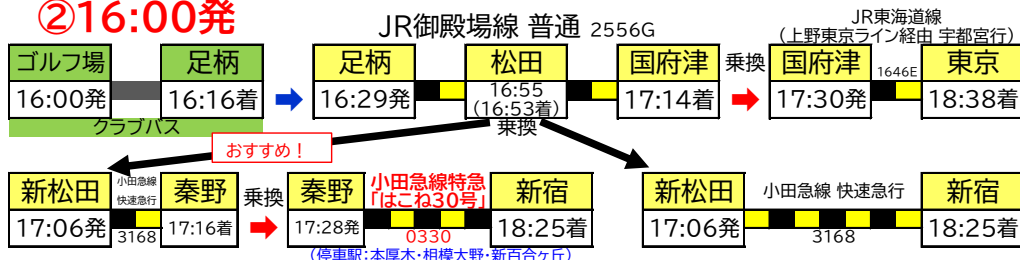 ②16:00発
JR御殿場線 普通 2556G
JR東海道線
(上野東京ライン経由 宇都宮行)
ゴルフ場 足柄 足柄 松田 国府津 乗換 国府津 1646E 東京
16:00発 16:16着 16:29発 16:55 17:14着 17:30発 18:38着
(16:53着)
クラブバス 乗換
おすすめ！
新松田 小田急線 秦野 乗換 秦野 小田急線特急 新松田 小田急線 快速急行 新宿
快速急行 「はこね30号」 新宿
17:06発 3168 17:16着 17:28発 0330 18:25着 17:06発 3168 18:25着
(停車駅:本厚木・相模大野・新百合ヶ丘)